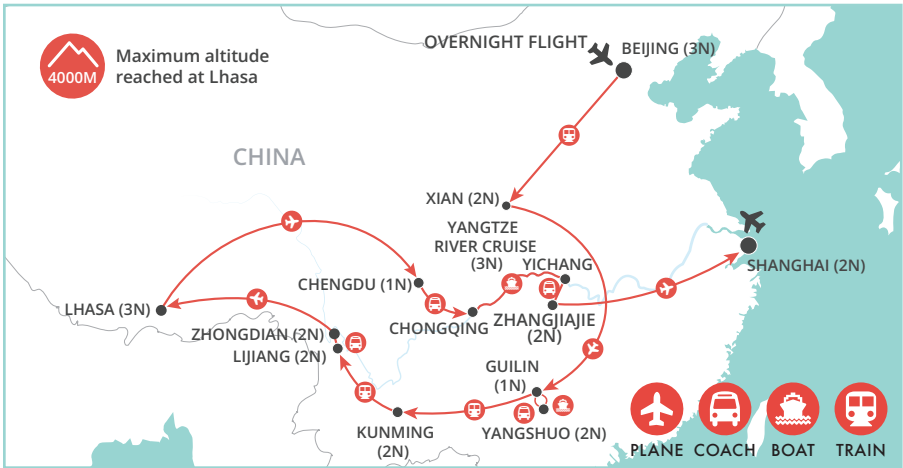 Maximum altitude
reached at Lhasa
4000M
OVERNIGHT FLIGHT
BEIJING (3N)
CHINA
XIAN (2N)
YANGTZE
RIVER CRUISE
(3N)
YICHANG
SHANGHAI (2N)
CHENGDU (1N)
LHASA (3N)
CHONGQING
ZHANGJIAJIE
(2N)
ZHONGDIAN (2N)
LIJIANG (2N)
GUILIN
(1N)
KUNMING
(2N)
YANGSHUO (2N)
PLANE
COACH
BOAT
TRAIN